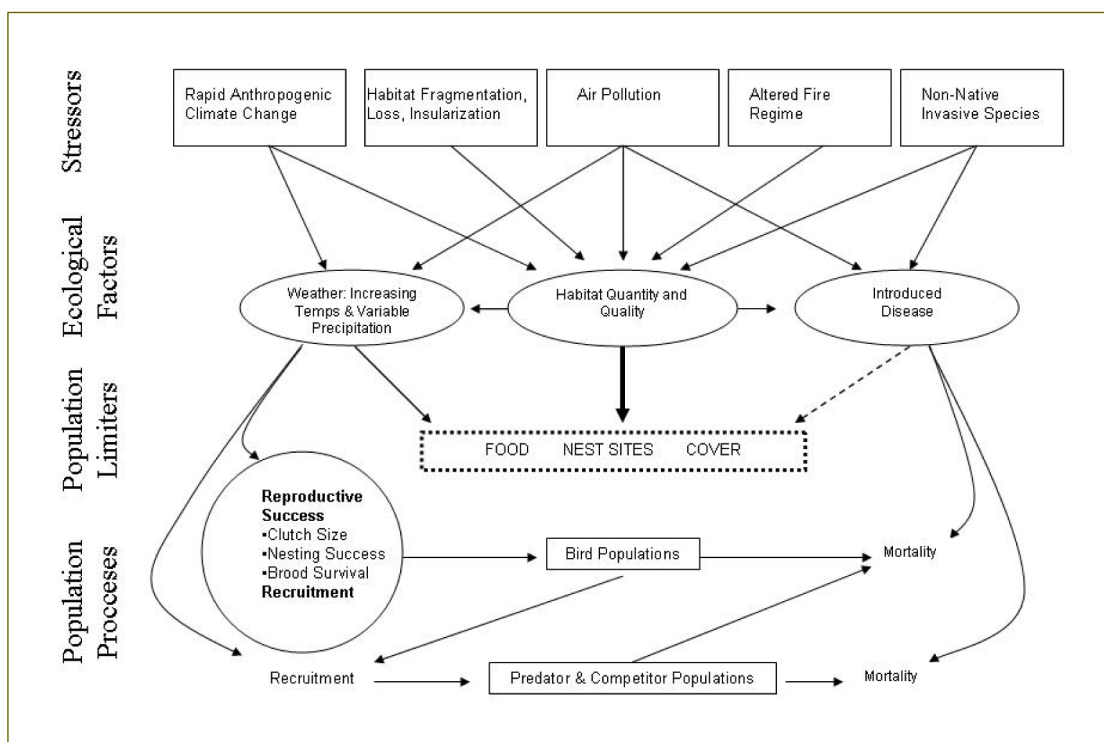 Stressors
Rapid Anthropogenic
Climate Change
Habitat Fragmentation,
Loss, Insularization
Air Pollution
Altered Fire
Regime
Non-Native
Invasive Species
Ecological
Factors
Weather: Increasing
Temps & Variable
Precipitation
Habitat Quantity and
Quality
Introduced
Disease
Population
Limiters
FOOD NEST SITES COVER
Population
Proccesses
Reproductive
Success
▪Clutch Size
▪Nesting Success
▪Brood Survival
Recruitment
Bird Populations
Mortality
Recruitment
Predator & Competitor Populations
Mortality